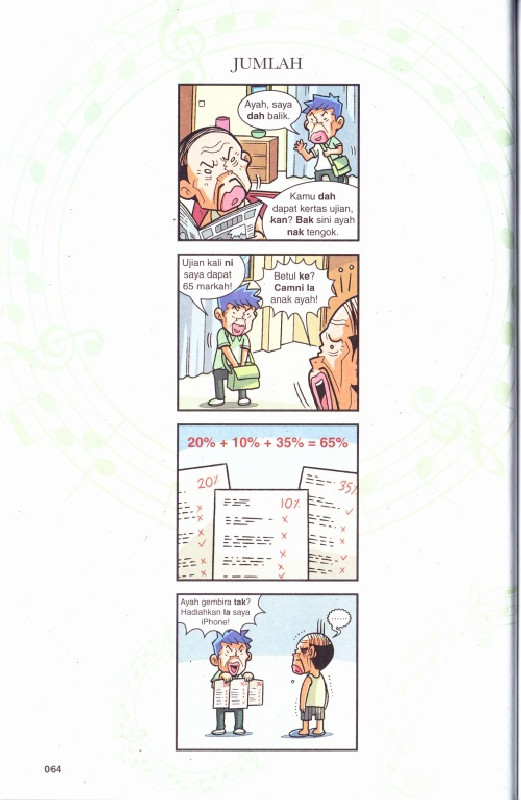 JUMLAH
Ayah, saya
dah balik.
Kamu dah
dapat kertas ujian,
kan? Bak sini ayah
nak tengok.
Ujian kali ni
saya dapat
65 markah!
Betul ke?
Camni la
anak ayah!
20% + 10% + 35% = 65%
20%
10%
35%
Ayah gembira tak?
Hadiahkan la saya
iPhone!
......
064